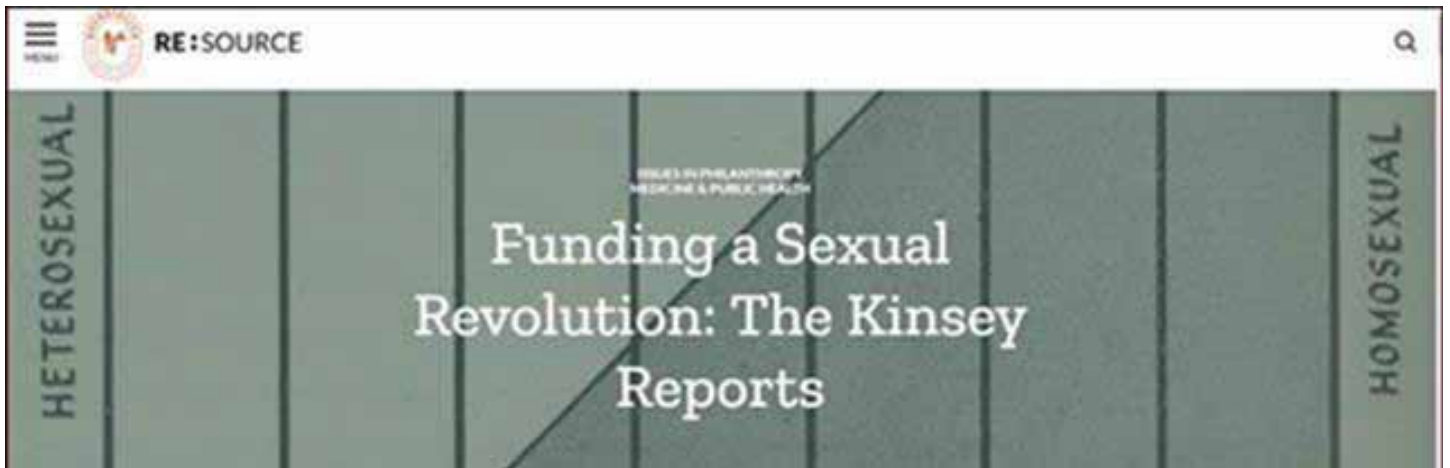 MENU
RE:SOURCE
HETEROSEXUAL
ISSUES IN PHILANTHROPY
MEDICINE & PUBLIC HEALTH
Funding a Sexual
Revolution: The Kinsey
Reports
HOMOSEXUAL